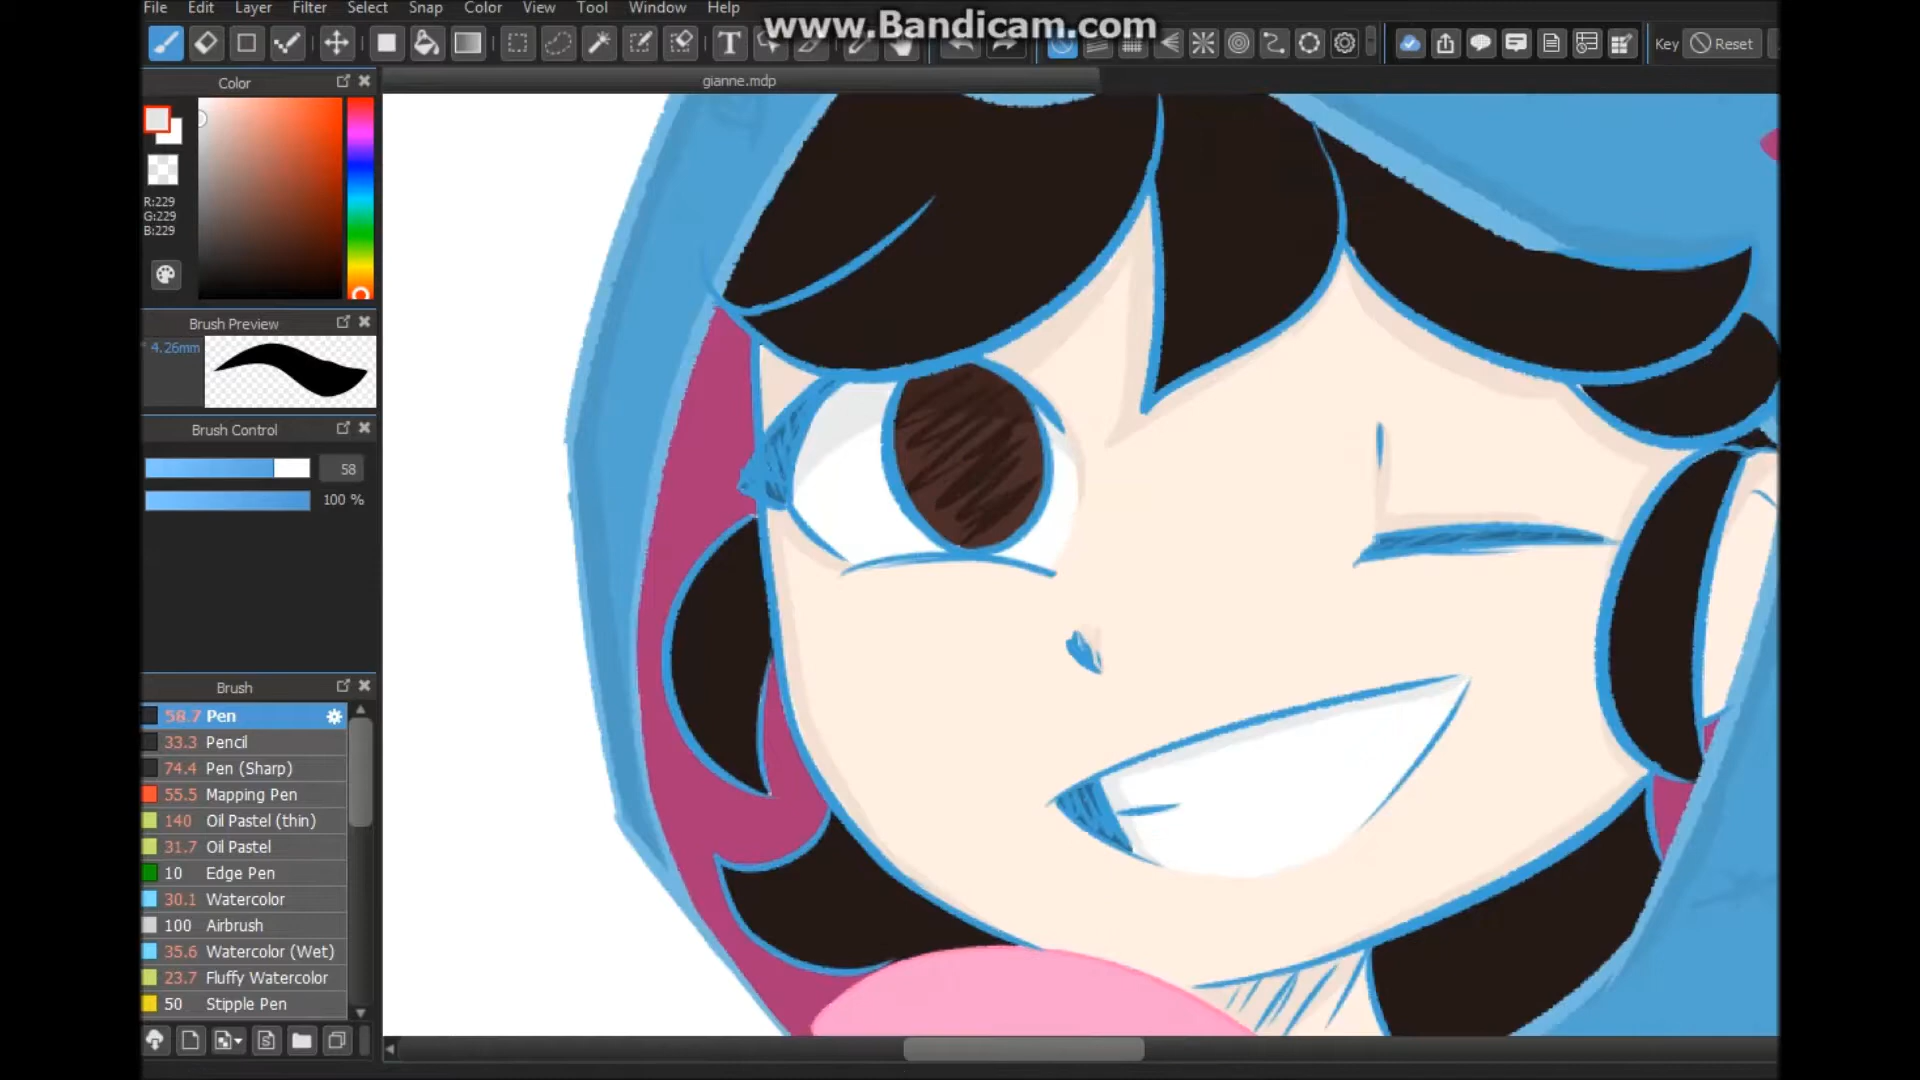 File Edit Layer Filter Select Snap Color View Tool Window Help
www.Bandicam.com
T
Key Reset
Color
gianne.mdp
R:229
G:229
B:229
Brush Preview
* 4.26mm
Brush Control
58
100 %
Brush
58.7 Pen
33.3 Pencil
74.4 Pen (Sharp)
55.5 Mapping Pen
140 Oil Pastel (thin)
31.7 Oil Pastel
10 Edge Pen
30.1 Watercolor
100 Airbrush
35.6 Watercolor (Wet)
23.7 Fluffy Watercolor
50 Stipple Pen